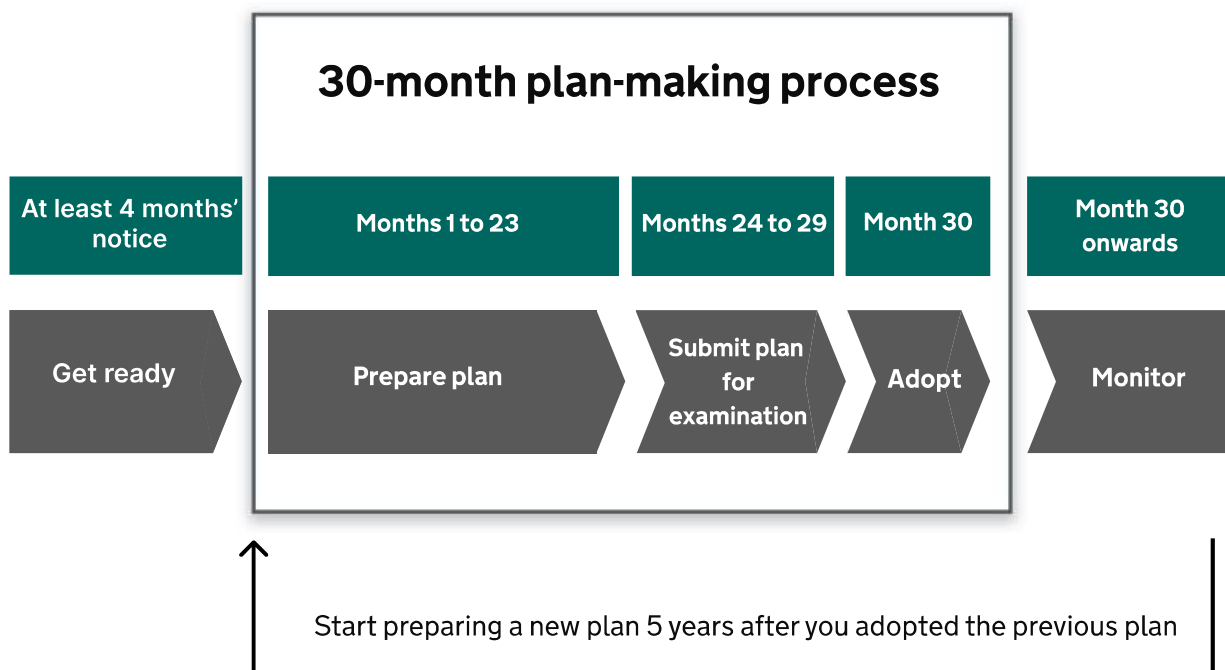 30-month plan-making process
At least 4 months’
notice
Months 1 to 23
Months 24 to 29
Month 30
Month 30
onwards
Get ready
Prepare plan
Submit plan
for
examination
Adopt
Monitor
Start preparing a new plan 5 years after you adopted the previous plan